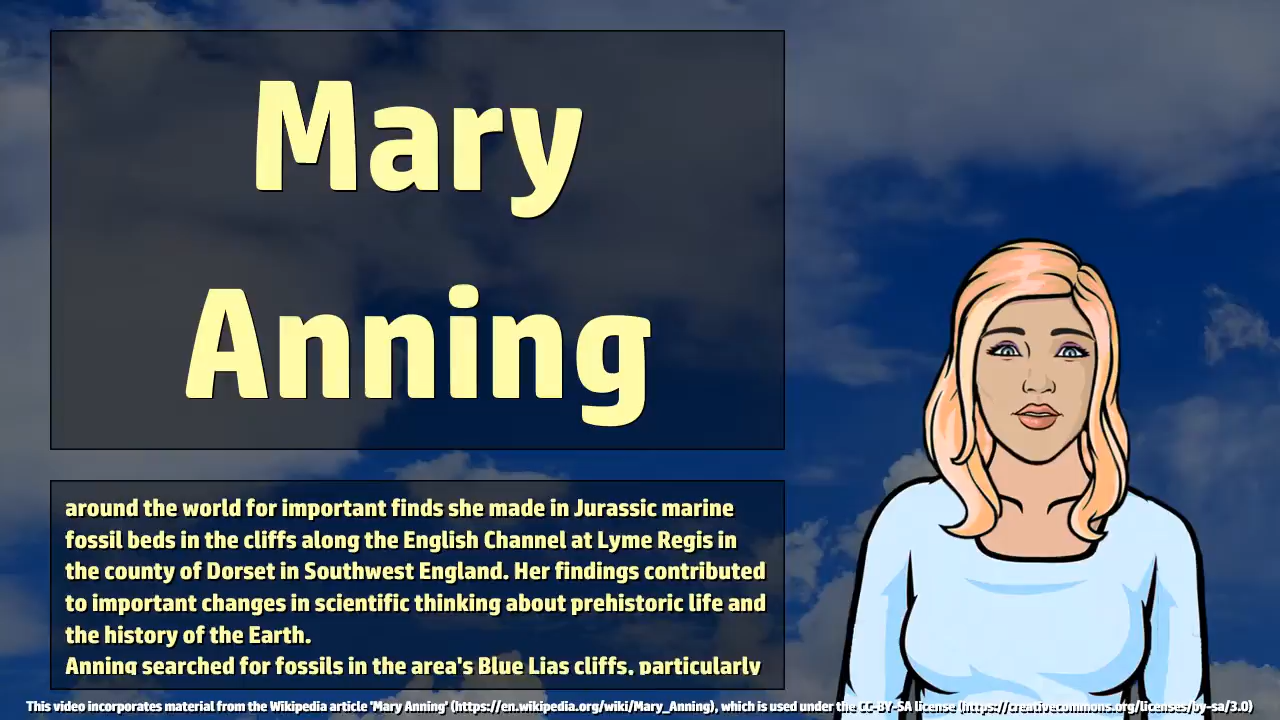 Mary
Anning
around the world for important finds she made in Jurassic marine
fossil beds in the cliffs along the English Channel at Lyme Regis in
the county of Dorset in Southwest England. Her findings contributed
to important changes in scientific thinking about prehistoric life and
the history of the Earth.
Anning searched for fossils in the area's Blue Lias cliffs, particularly
This video incorporates material from the Wikipedia article 'Mary Anning' (https://en.wikipedia.org/wiki/Mary_Anning), which is used under the CC-BY-SA license (https://creativecommons.org/licenses/by-sa/3.0)